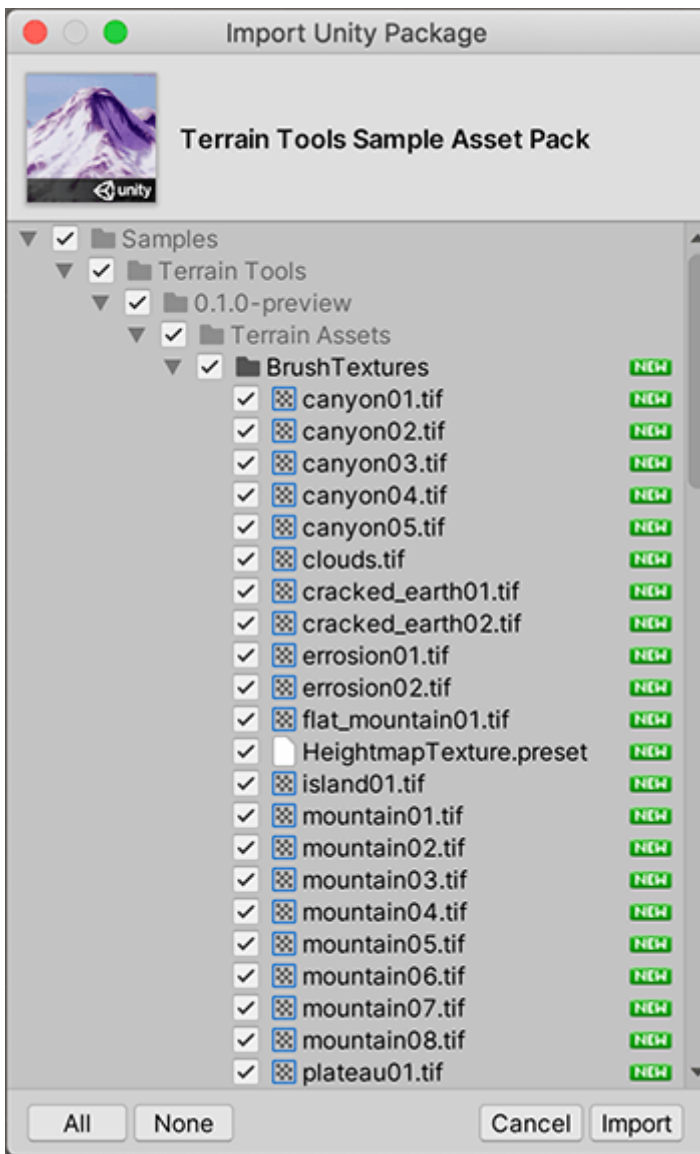 Import Unity Package
unity
Terrain Tools Sample Asset Pack
Samples
Terrain Tools
0.1.0-preview
Terrain Assets
BrushTextures NEW
canyon01.tif NEW
canyon02.tif NEW
canyon03.tif NEW
canyon04.tif NEW
canyon05.tif NEW
clouds.tif NEW
cracked_earth01.tif NEW
cracked_earth02.tif NEW
errosion01.tif NEW
errosion02.tif NEW
flat_mountain01.tif NEW
HeightmapTexture.preset NEW
island01.tif NEW
mountain01.tif NEW
mountain02.tif NEW
mountain03.tif NEW
mountain04.tif NEW
mountain05.tif NEW
mountain06.tif NEW
mountain07.tif NEW
mountain08.tif NEW
plateau01.tif NEW
All None Cancel Import